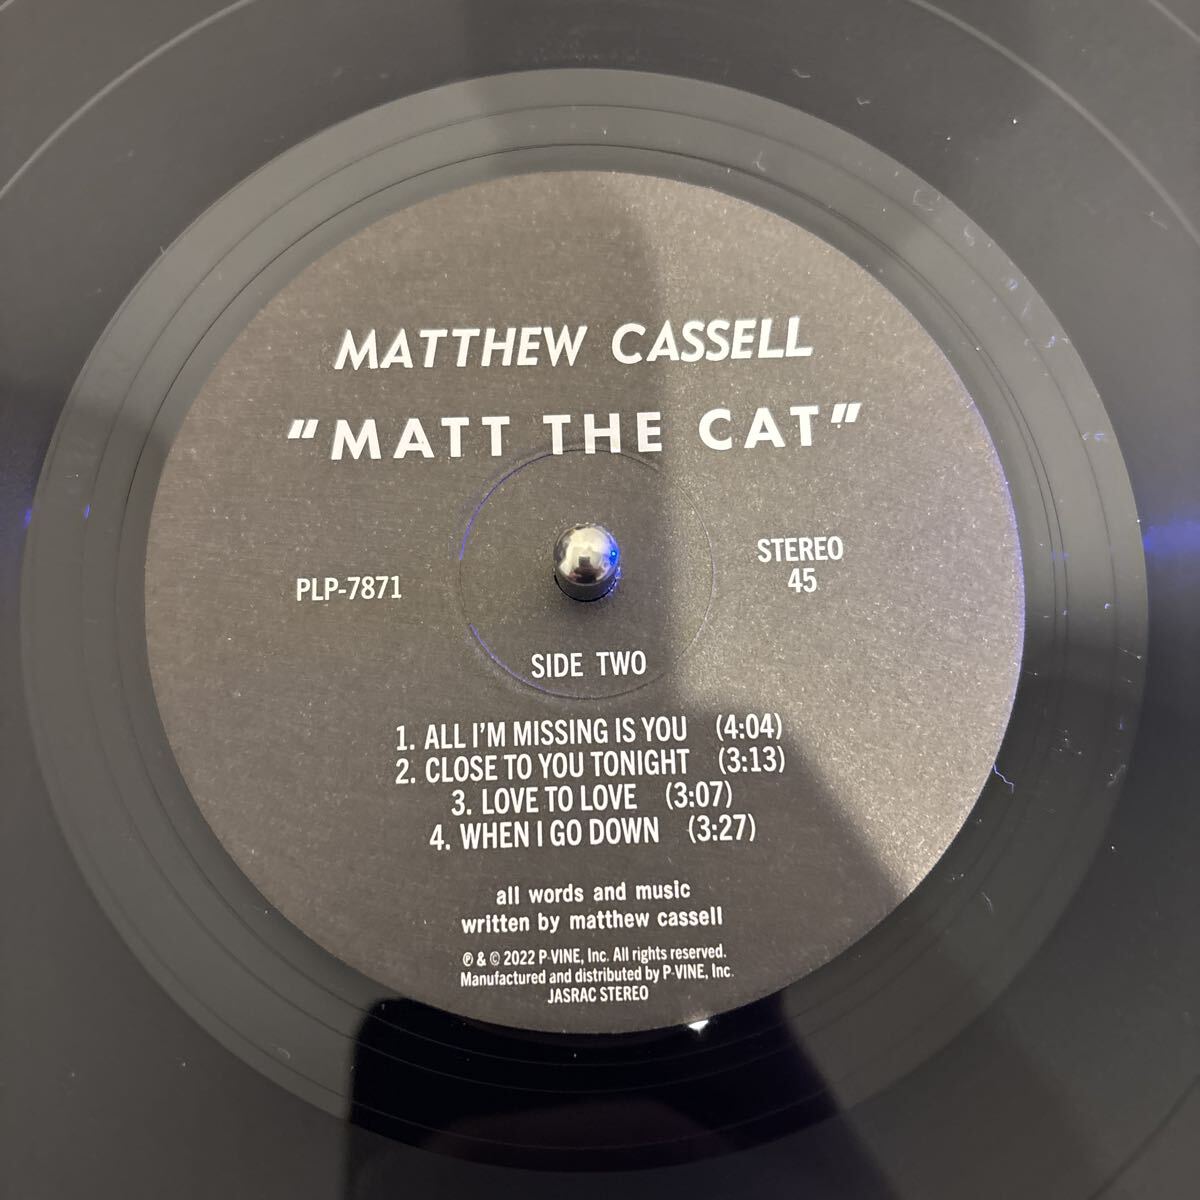 MATTHEW CASSELL
"MATT THE CAT"
PLP-7871
STEREO
45
SIDE TWO
1. ALL I'M MISSING IS YOU (4:04)
2. CLOSE TO YOU TONIGHT (3:13)
3. LOVE TO LOVE (3:07)
4. WHEN I GO DOWN (3:27)
all words and music
written by matthew cassell
℗ & © 2022 P-VINE, Inc. All rights reserved.
Manufactured and distributed by P-VINE, Inc.
JASRAC STEREO